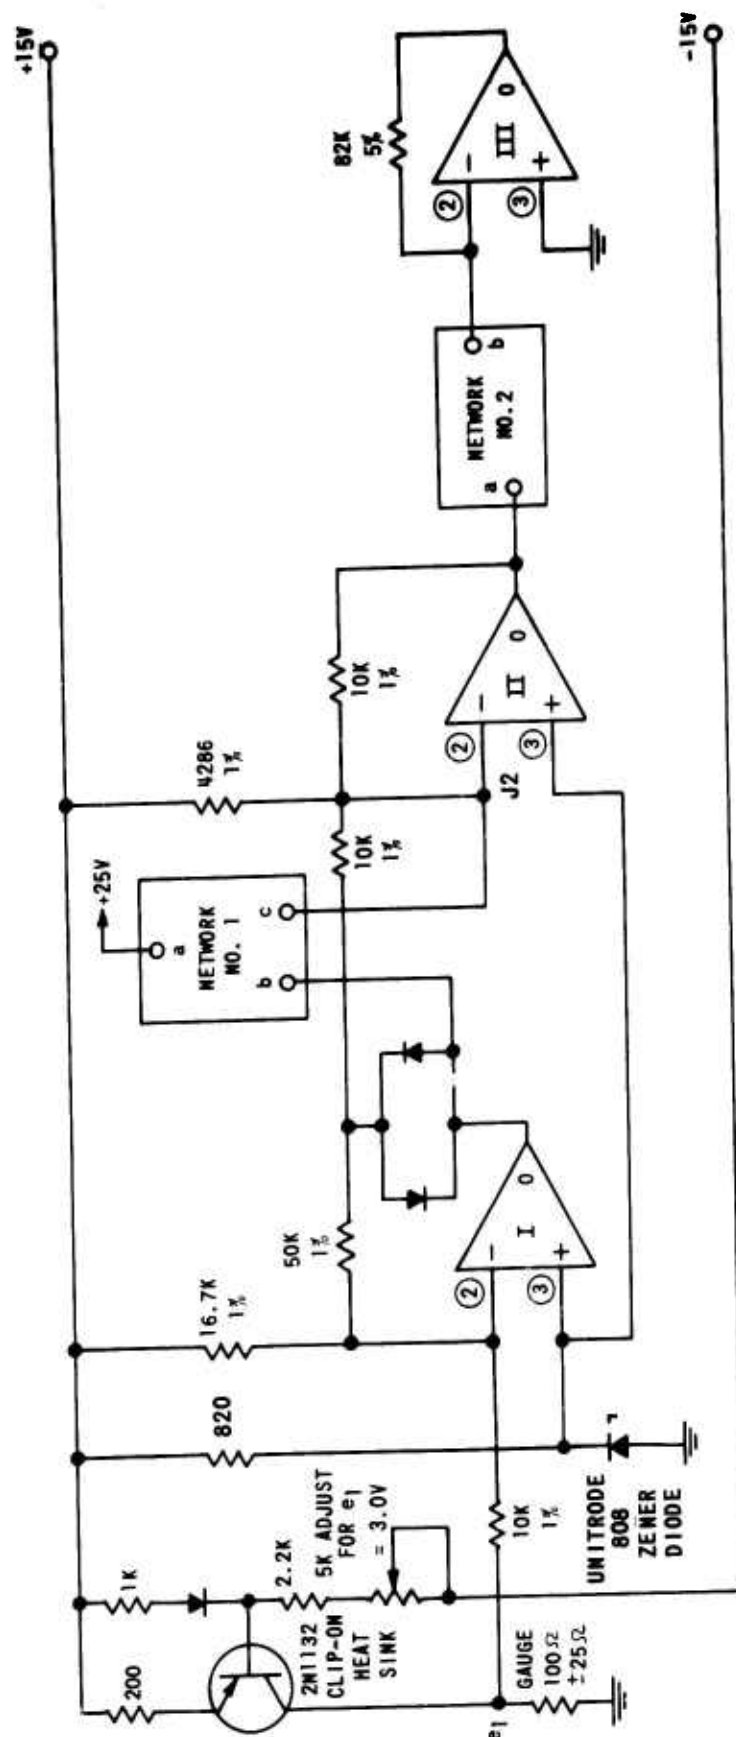 +15V
-15V
82K
5%
②
③
-
+
III
0
NETWORK
NO.2
a
b
10K
1%
4286
1%
10K
1%
J2
②
③
-
+
II
0
+25V
a
NETWORK
NO. 1
b
c
50K
1%
16.7K
1%
②
③
-
+
I
0
820
10K
1%
UNITRODE
808
ZENER
DIODE
1K
2.2K
5K ADJUST
FOR e1
= 3.0V
200
2N1132
CLIP-ON
HEAT
SINK
GAUGE
100Ω
±25Ω
e1